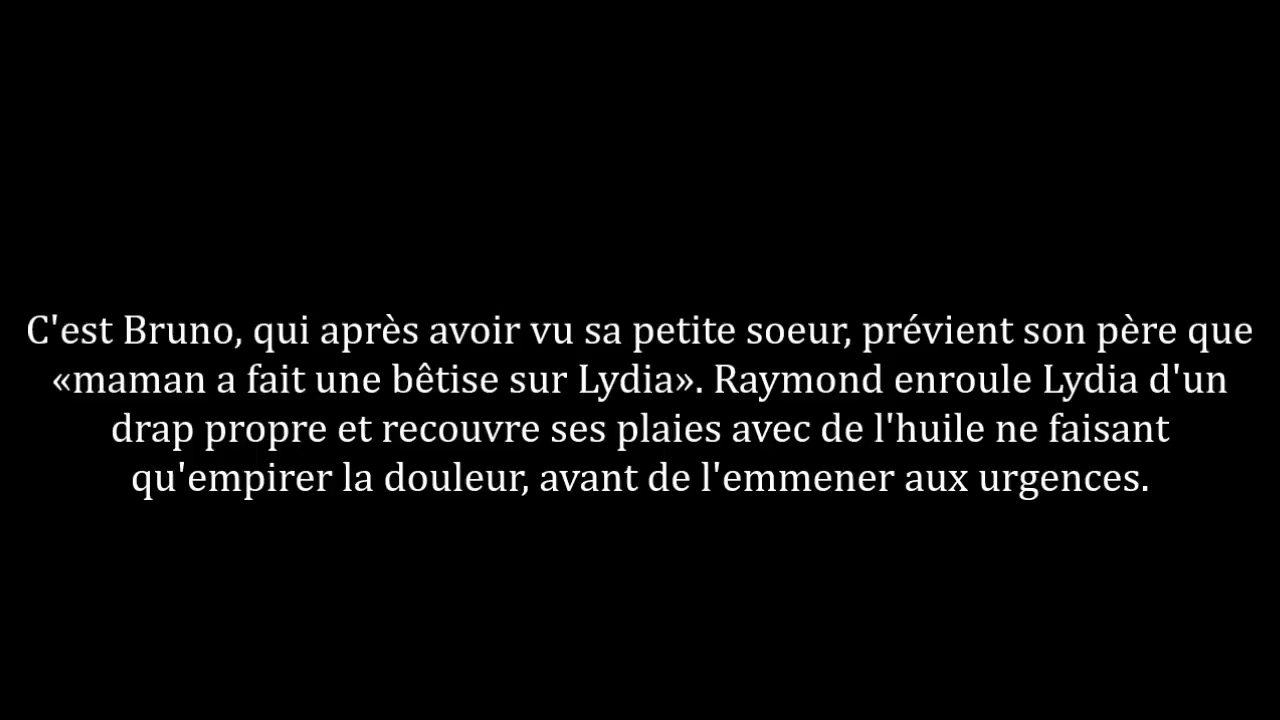 C'est Bruno, qui après avoir vu sa petite soeur, prévient son père que
«maman a fait une bêtise sur Lydia». Raymond enroule Lydia d'un
drap propre et recouvre ses plaies avec de l'huile ne faisant
qu'empirer la douleur, avant de l'emmener aux urgences.